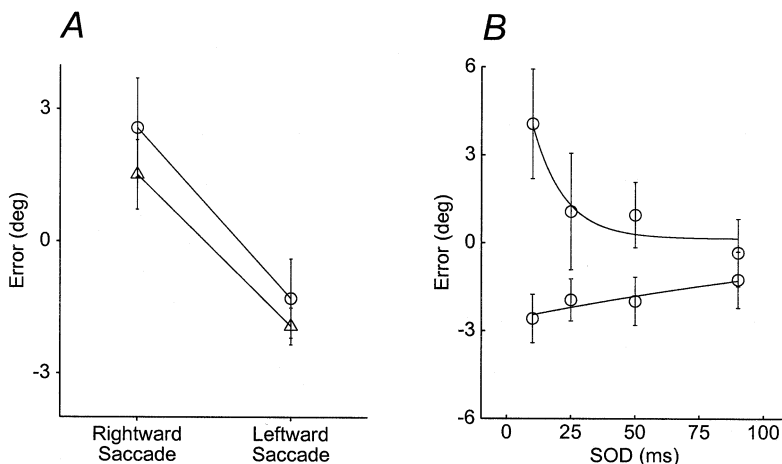 A
3
0
-3
Error (deg)
Rightward
Saccade
Leftward
Saccade
B
6
3
0
-3
-6
Error (deg)
0 25 50 75 100
SOD (ms)